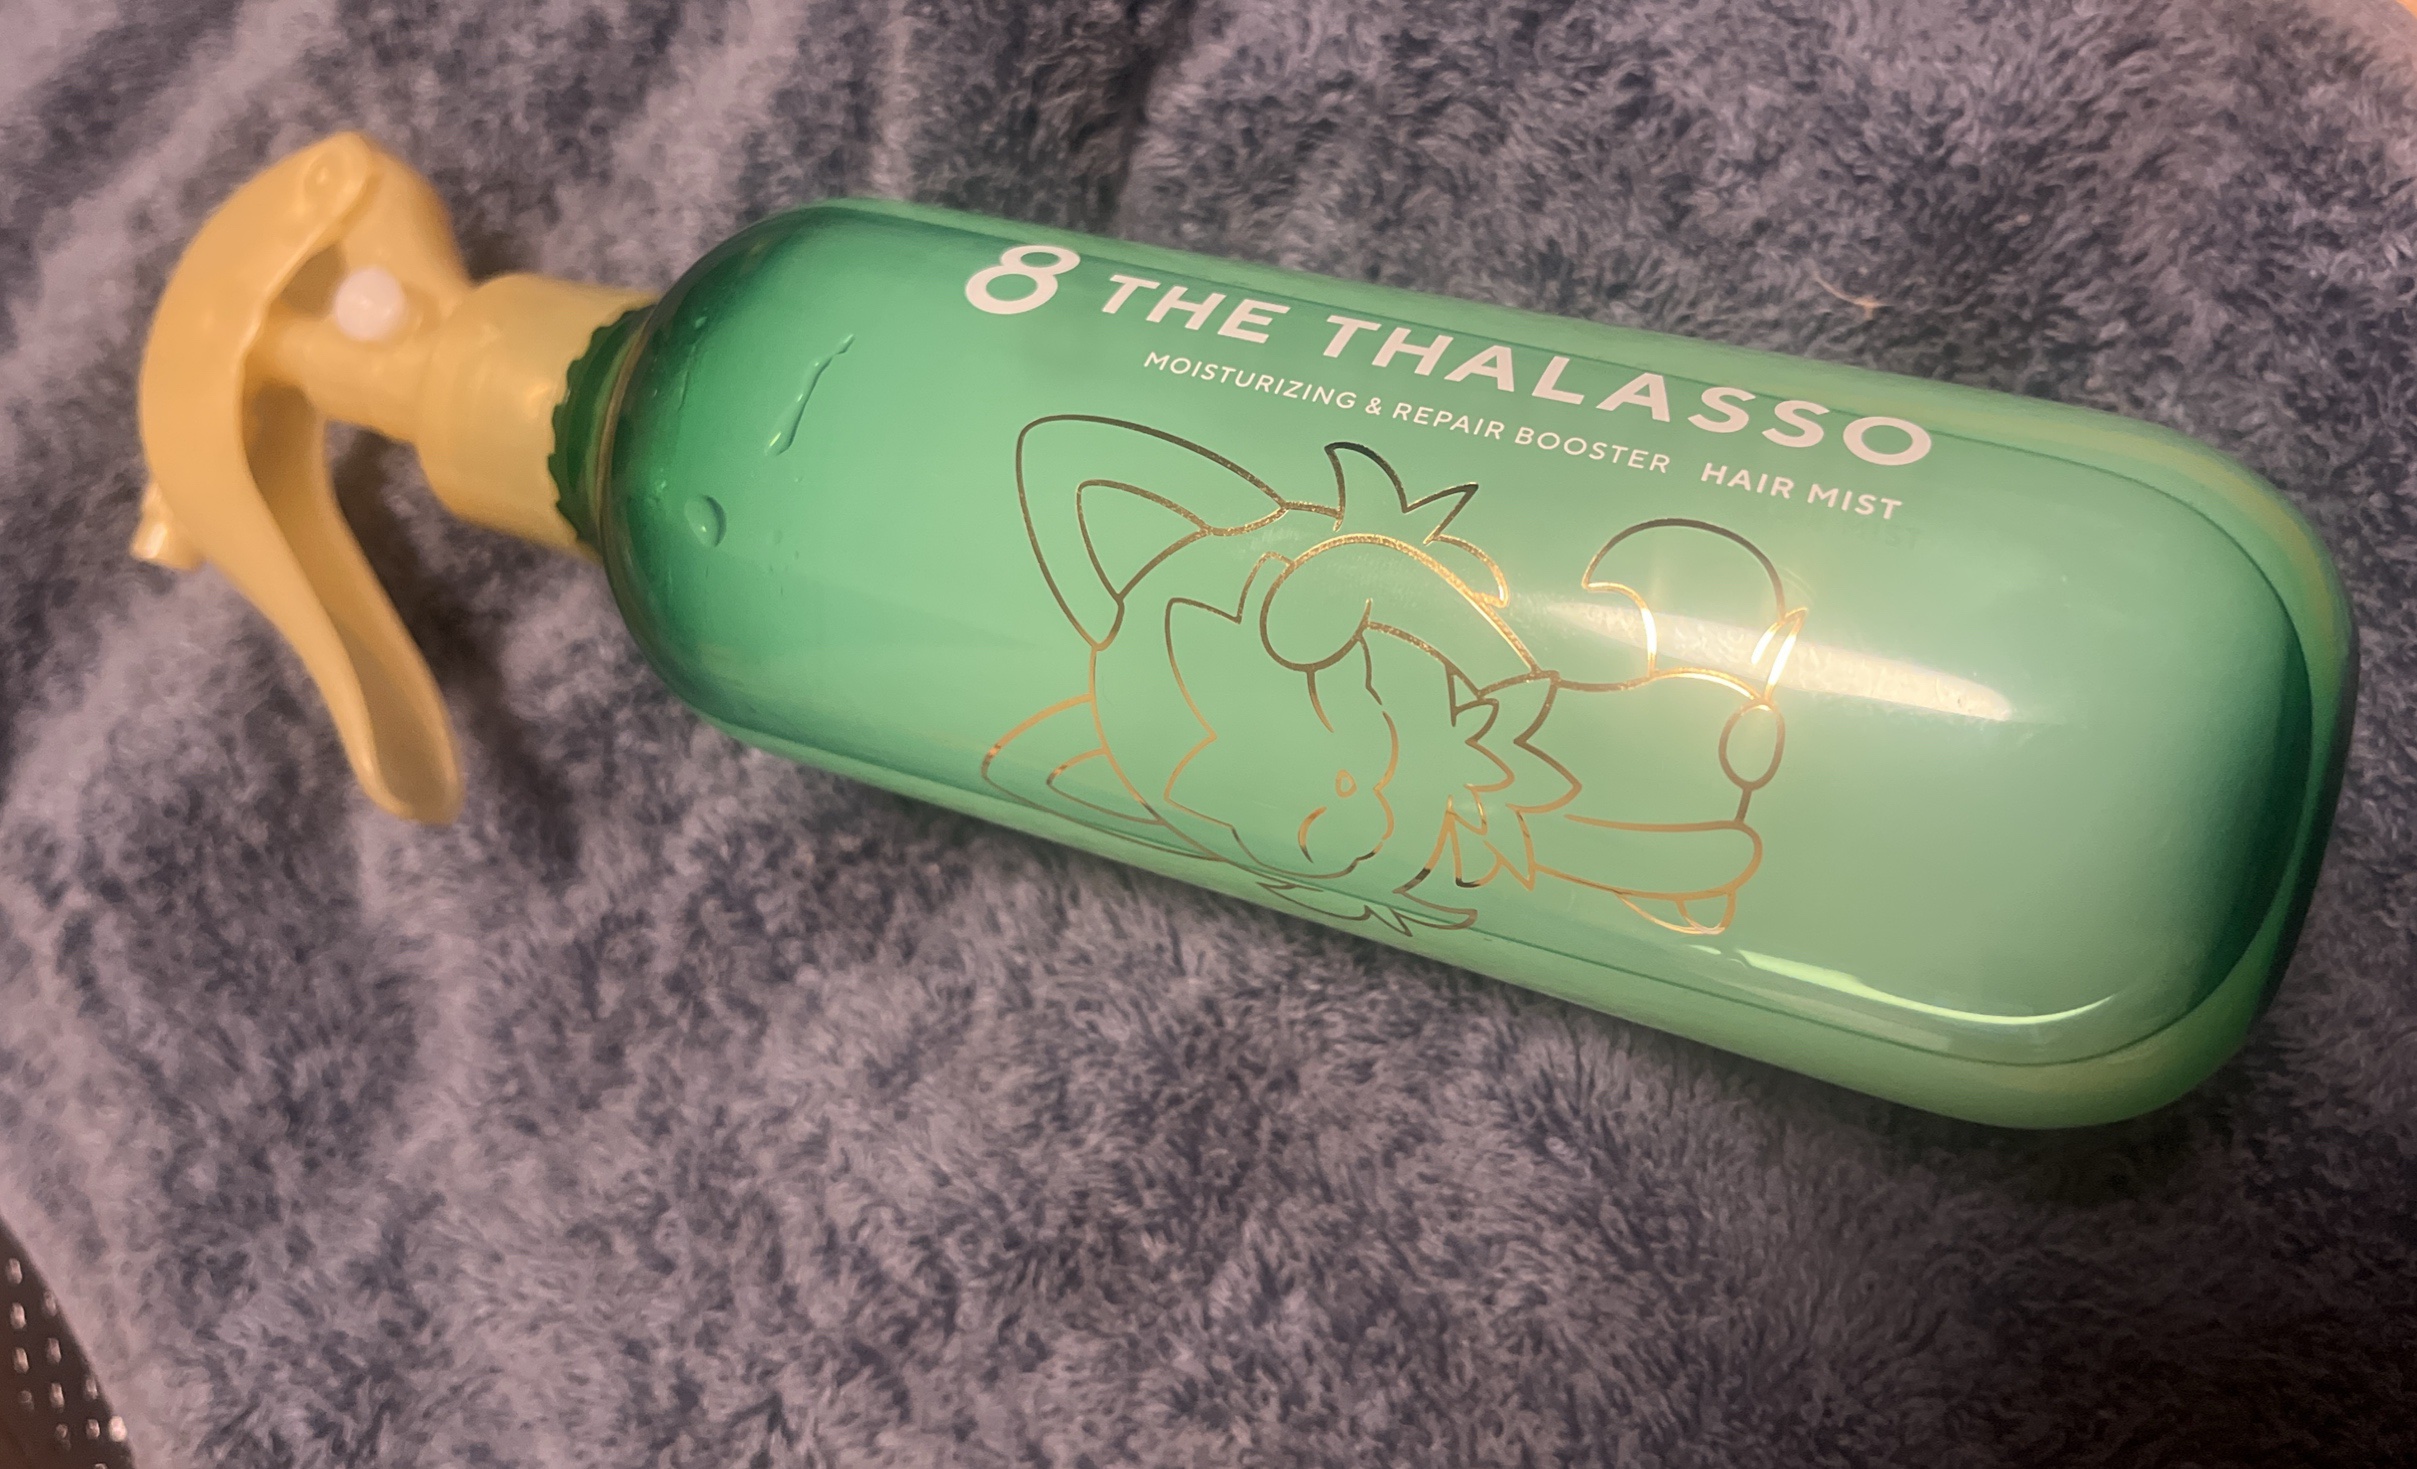 8 THE THALASSO
MOISTURIZING & REPAIR BOOSTER HAIR MIST